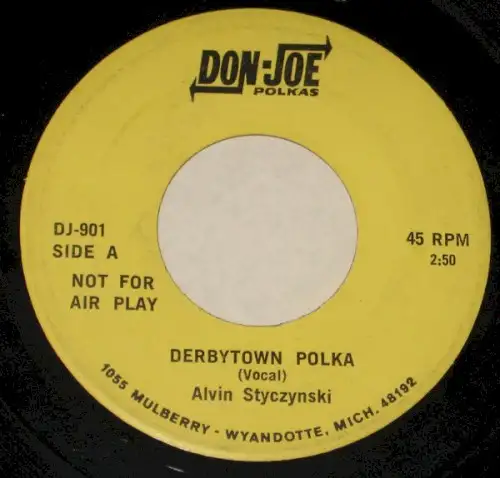 DON-JOE
POLKAS
DJ-901
SIDE A
NOT FOR
AIR PLAY
45 RPM
2:50
DERBYTOWN POLKA
(Vocal)
Alvin Styczynski
1055 MULBERRY - WYANDOTTE, MICH. 48192